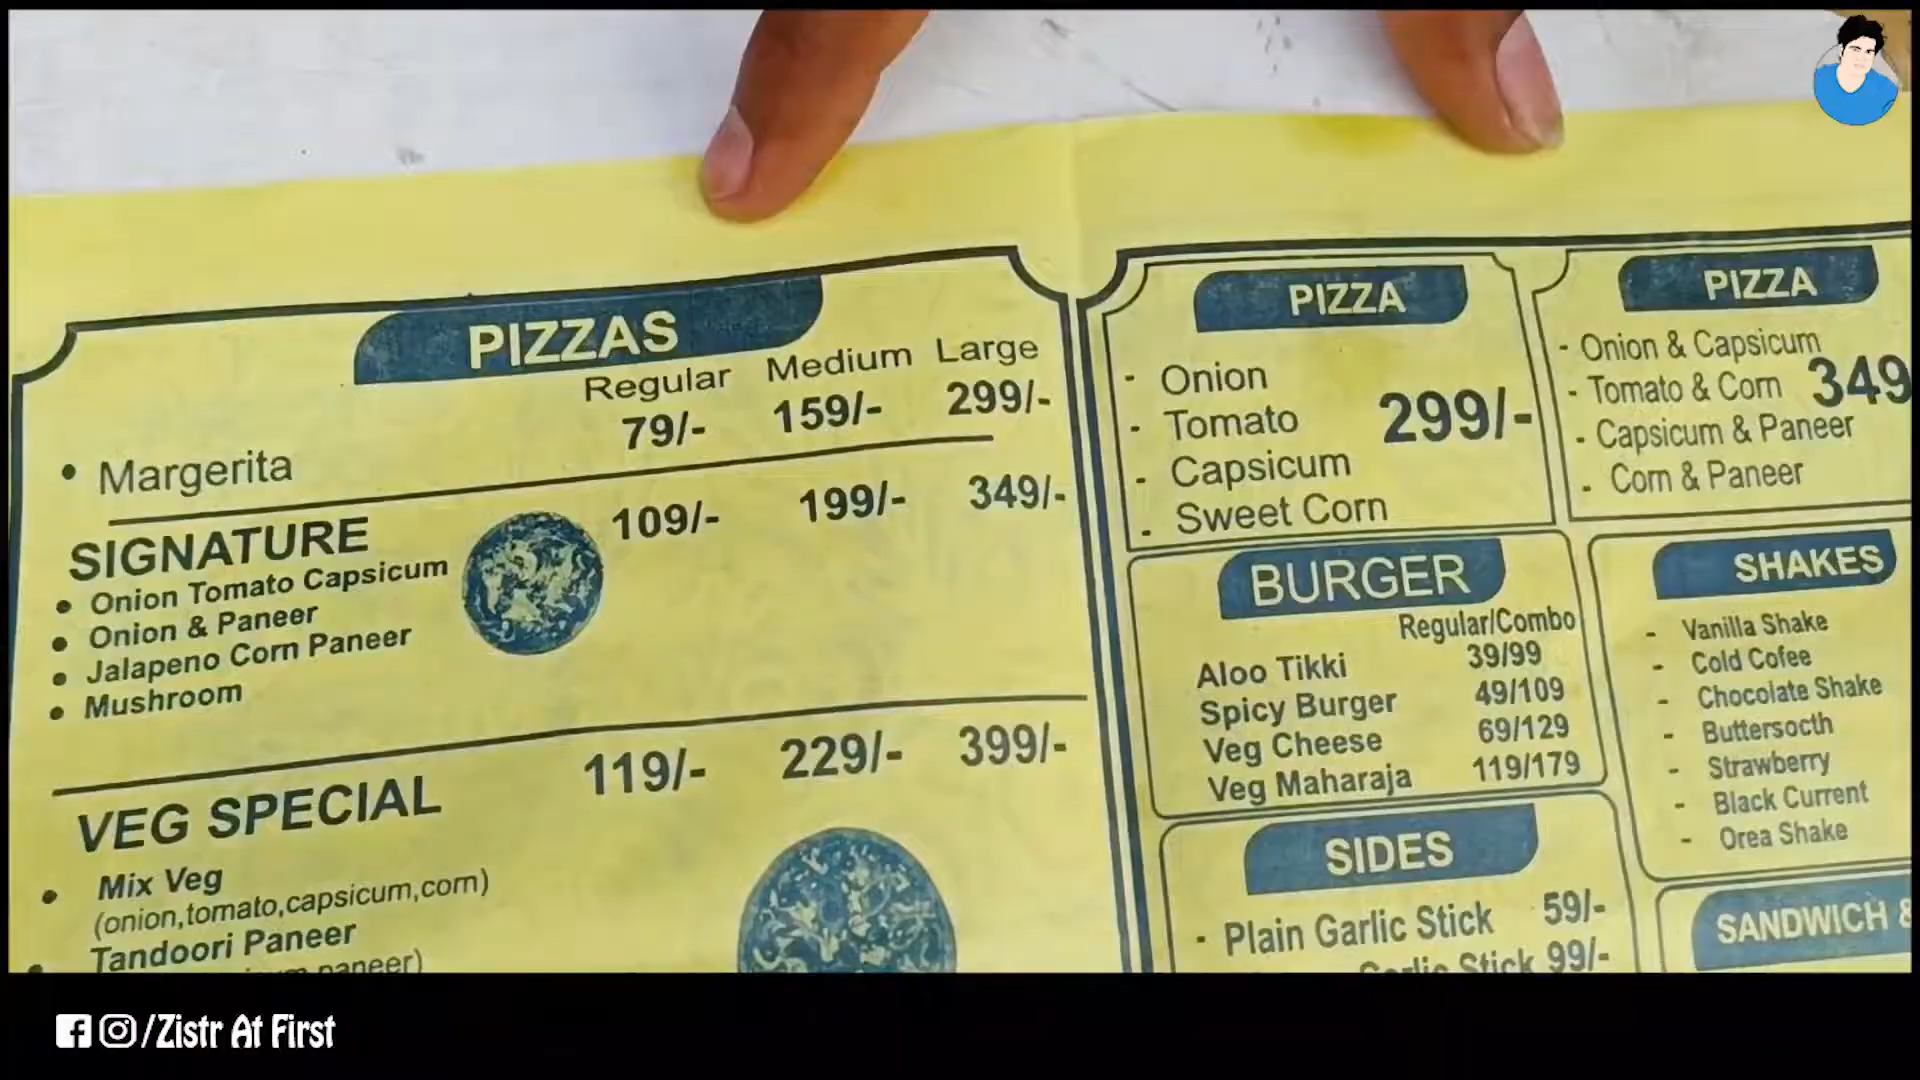 PIZZAS
Regular Medium Large
79/- 159/- 299/-
• Margerita
SIGNATURE 109/- 199/- 349/-
• Onion Tomato Capsicum
• Onion & Paneer
• Jalapeno Corn Paneer
• Mushroom
VEG SPECIAL 119/- 229/- 399/-
• Mix Veg
(onion,tomato,capsicum,corn)
Tandoori Paneer
paneer)
PIZZA
- Onion
- Tomato 299/-
- Capsicum
- Sweet Corn
PIZZA
- Onion & Capsicum
- Tomato & Corn 349
- Capsicum & Paneer
- Corn & Paneer
BURGER
Regular/Combo
Aloo Tikki 39/99
Spicy Burger 49/109
Veg Cheese 69/129
Veg Maharaja 119/179
SHAKES
- Vanilla Shake
- Cold Cofee
- Chocolate Shake
- Buttersocth
- Strawberry
- Black Current
- Orea Shake
SIDES
- Plain Garlic Stick 59/-
Garlic Stick 99/-
SANDWICH &
/Zistr At First